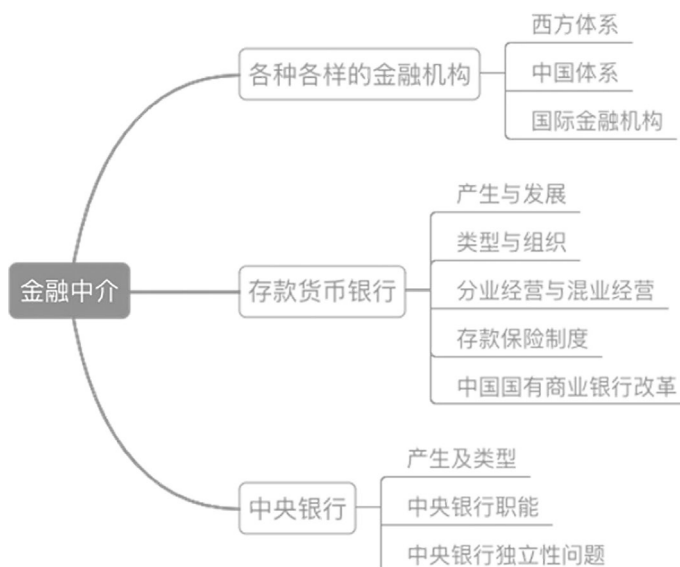 金融中介
各种各样的金融机构
西方体系
中国体系
国际金融机构
存款货币银行
产生与发展
类型与组织
分业经营与混业经营
存款保险制度
中国国有商业银行改革
中央银行
产生及类型
中央银行职能
中央银行独立性问题